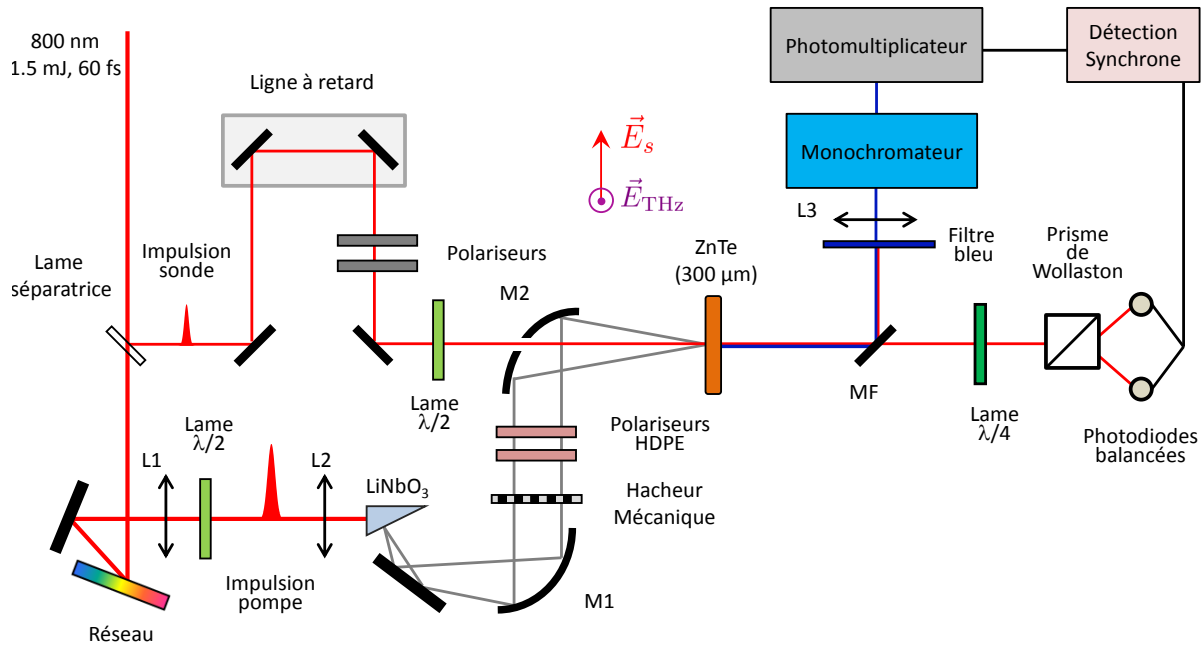 800 nm
1.5 mJ, 60 fs
Ligne à retard
Photomultiplicateur
Détection
Synchrone
Monochromateur
L3
Filtre
bleu
Prisme
de
Wollaston
Photodiodes
balancées
Lame
λ/4
MF
ZnTe
(300 μm)
E_s
E_THz
Polariseurs
M2
Lame
λ/2
Impulsion
sonde
Lame
séparatrice
Polariseurs
HDPE
Hacheur
Mécanique
M1
LiNbO3
L2
Impulsion
pompe
Lame
λ/2
L1
Réseau